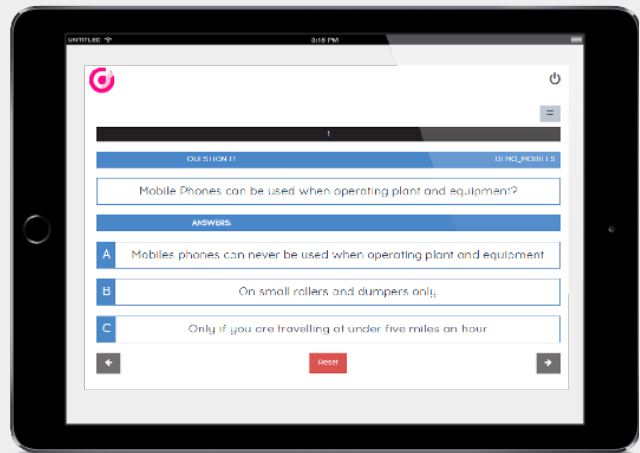 UNTITLED 3:15 PM
1
QUESTION 1 DEMO_MOBILES
Mobile Phones can be used when operating plant and equipment?
ANSWERS:
A Mobiles phones can never be used when operating plant and equipment
B On small rollers and dumpers only
C Only if you are travelling at under five miles an hour
Reset